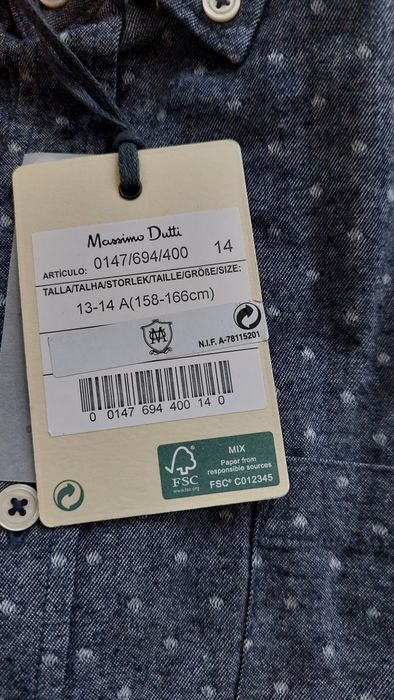 Massimo Dutti
ARTÍCULO: 0147/694/400 14
TALLA/TALHA/STORLEK/TAILLE/GRÖßE/SIZE:
13-14 A(158-166cm)
N.I.F. A-78115201
0 0147 694 400 14 0
FSC
www.fsc.org
MIX
Paper from
responsible sources
FSC® C012345